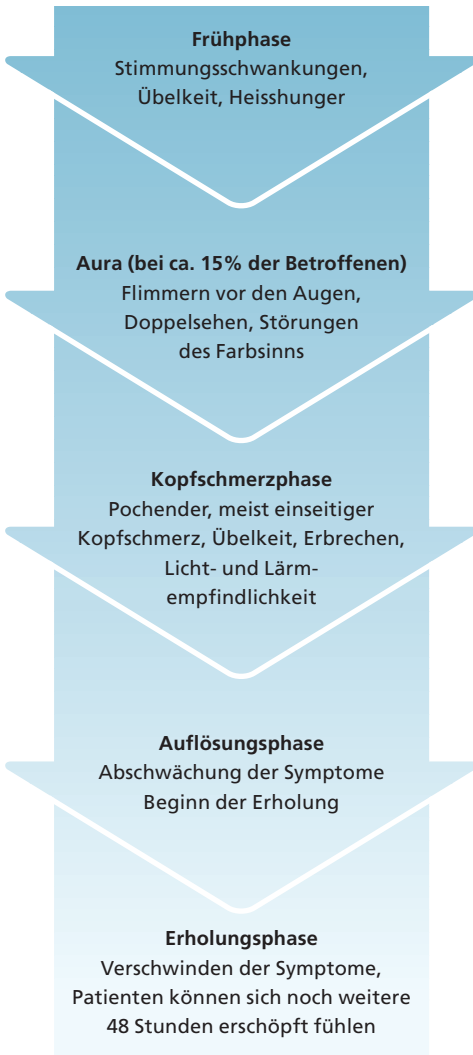 Frühphase
Stimmungsschwankungen,
Übelkeit, Heisshunger
Aura (bei ca. 15% der Betroffenen)
Flimmern vor den Augen,
Doppelsehen, Störungen
des Farbsinns
Kopfschmerzphase
Pochender, meist einseitiger
Kopfschmerz, Übelkeit, Erbrechen,
Licht- und Lärm-
empfindlichkeit
Auflösungsphase
Abschwächung der Symptome
Beginn der Erholung
Erholungsphase
Verschwinden der Symptome,
Patienten können sich noch weitere
48 Stunden erschöpft fühlen